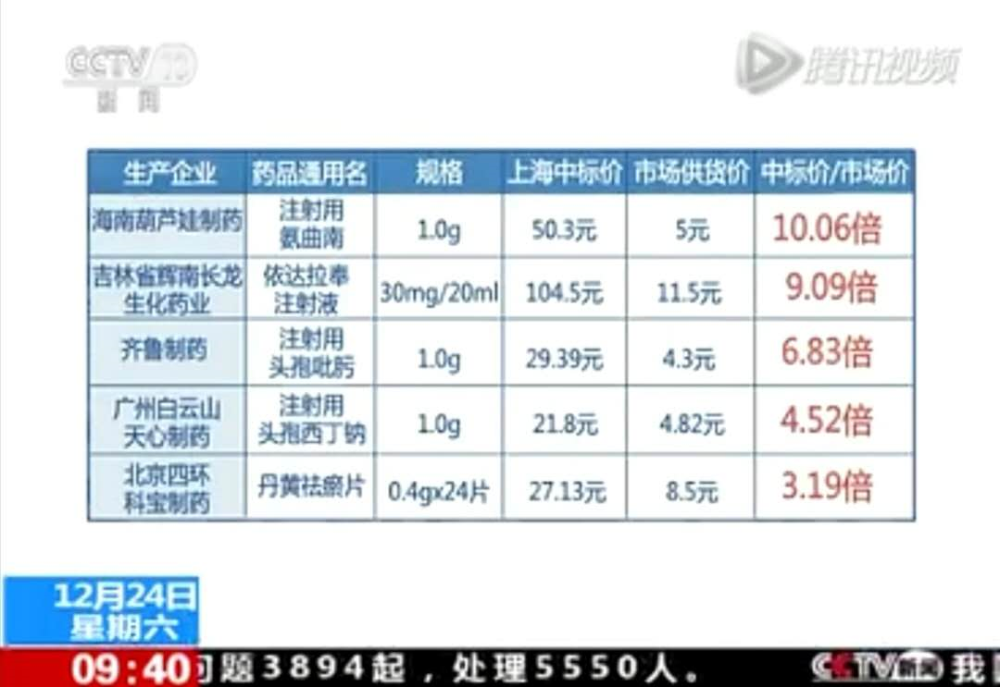 CCTV 13
新闻
腾讯视频
生产企业 药品通用名 规格 上海中标价 市场供货价 中标价/市场价
海南葫芦娃制药 注射用 氨曲南 1.0g 50.3元 5元 10.06倍
吉林省辉南长龙 生化药业 依达拉奉 注射液 30mg/20ml 104.5元 11.5元 9.09倍
齐鲁制药 注射用 头孢吡肟 1.0g 29.39元 4.3元 6.83倍
广州白云山 天心制药 注射用 头孢西丁钠 1.0g 21.8元 4.82元 4.52倍
北京四环 科宝制药 丹黄祛瘀片 0.4gx24片 27.13元 8.5元 3.19倍
12月24日
星期六
09:40 问题3894起，处理5550人。 CCTV新闻 我